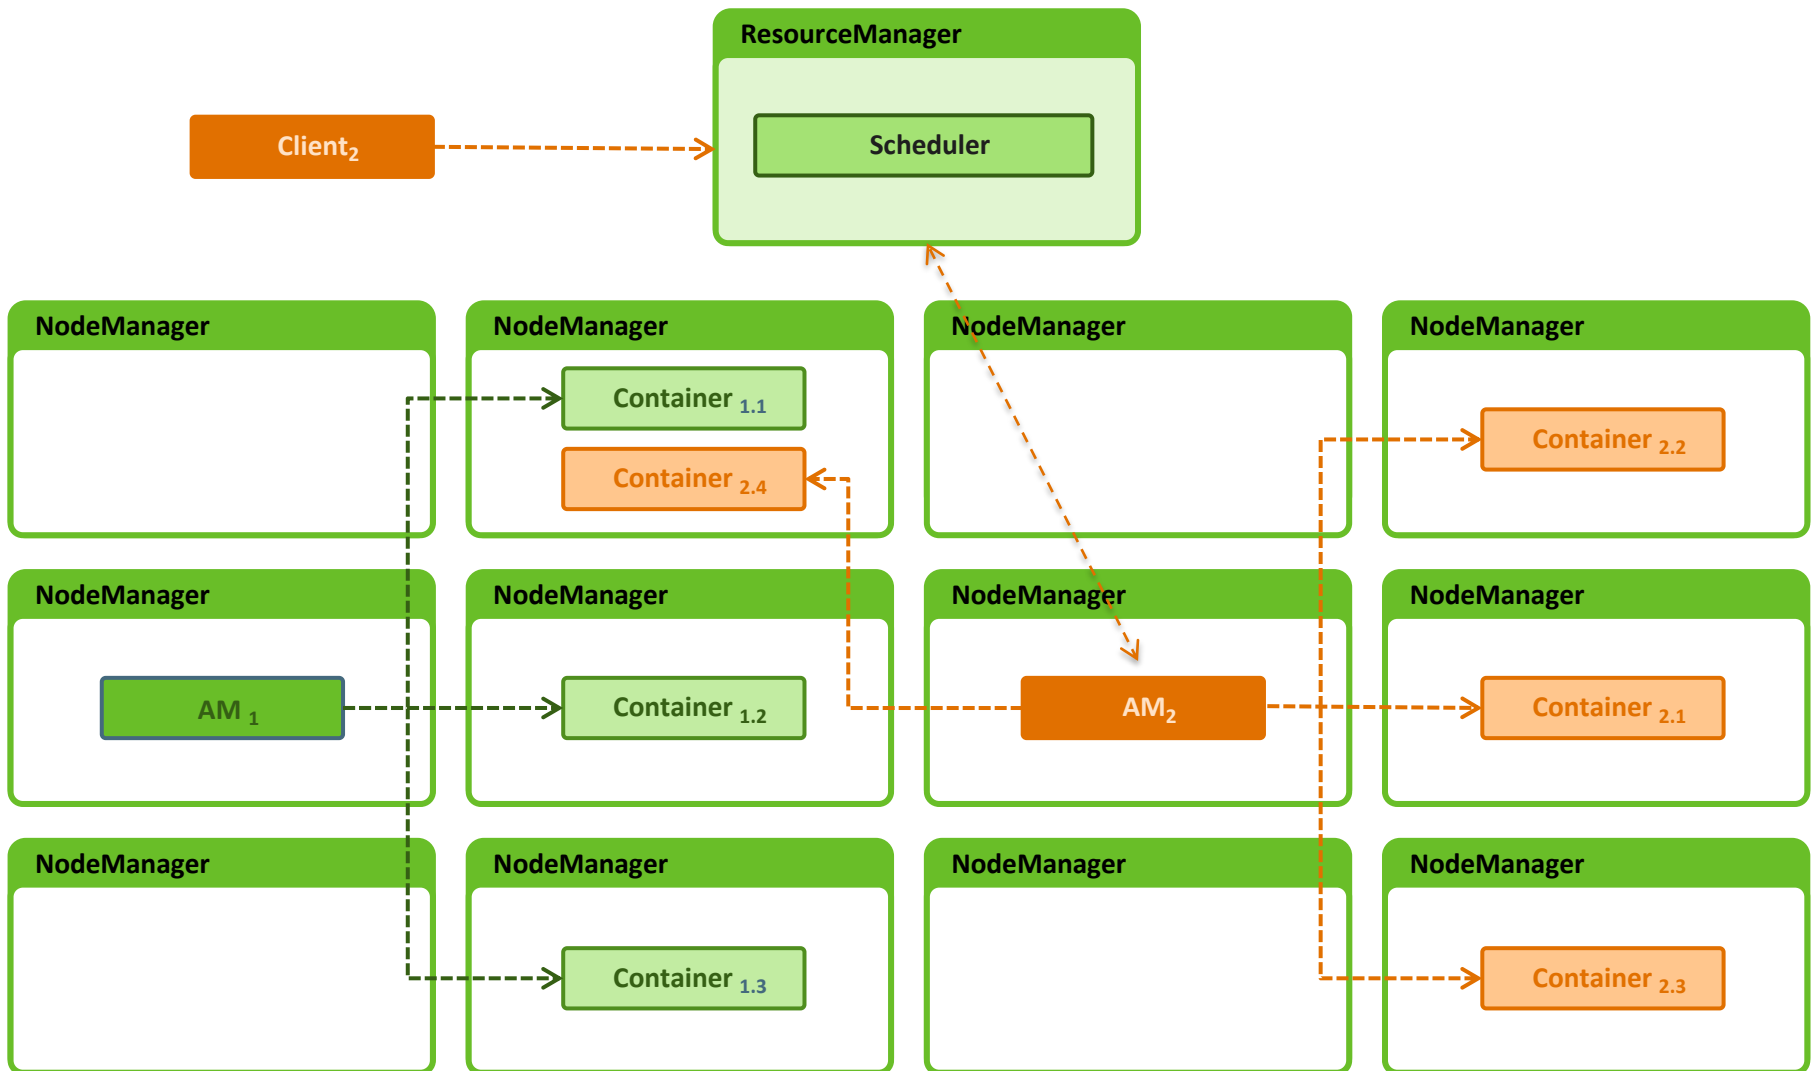 ResourceManager
Client2
Scheduler
NodeManager
NodeManager
NodeManager
NodeManager
Container 1.1
Container 2.4
Container 2.2
NodeManager
NodeManager
NodeManager
NodeManager
AM 1
Container 1.2
AM2
Container 2.1
NodeManager
NodeManager
NodeManager
NodeManager
Container 1.3
Container 2.3